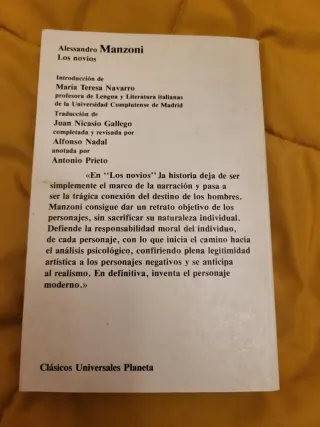 Alessandro Manzoni
Los novios
Introducción de
María Teresa Navarro
profesora de Lengua y Literatura italianas
de la Universidad Complutense de Madrid
Traducción de
Juan Nicasio Gallego
completada y revisada por
Alfonso Nadal
anotada por
Antonio Prieto
«En "Los novios" la historia deja de ser
simplemente el marco de la narración y pasa a
ser la trágica conexión del destino de los hombres.
Manzoni consigue dar un retrato objetivo de los
personajes, sin sacrificar su naturaleza individual.
Defiende la responsabilidad moral del individuo,
de cada personaje, con lo que inicia el camino hacia
el análisis psicológico, confiriendo plena legitimidad
artística a los personajes negativos y se anticipa
al realismo. En definitiva, inventa el personaje
moderno.»
Clásicos Universales Planeta